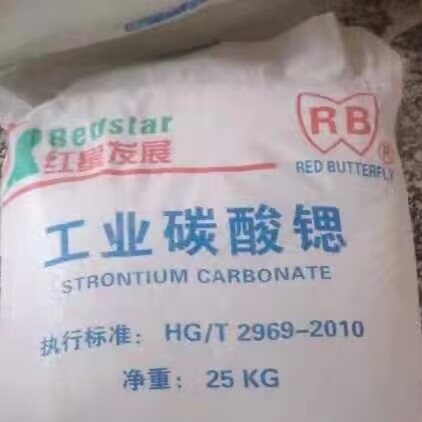 Redstar
红星发展
RB
®
RED BUTTERFLY
工业碳酸锶
STRONTIUM CARBONATE
执行标准： HG/T 2969-2010
净重： 25 KG